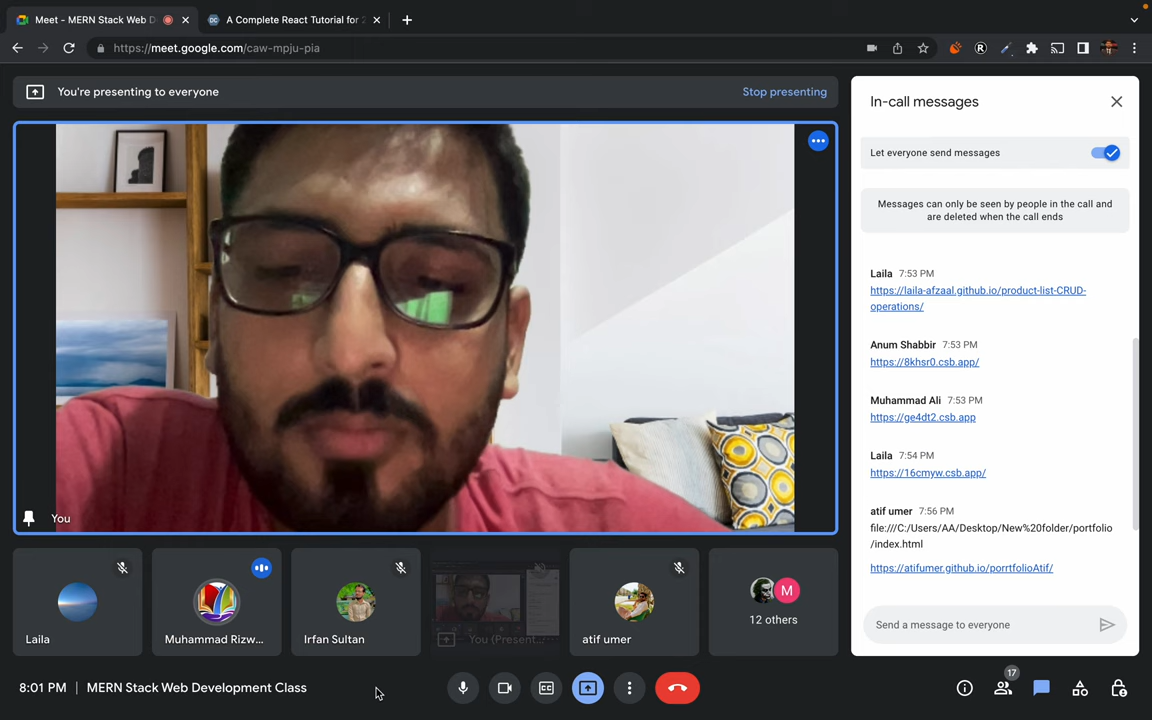 Meet - MERN Stack Web D
A Complete React Tutorial for 2
https://meet.google.com/caw-mpju-pia
You're presenting to everyone
Stop presenting
You
Laila
Muhammad Rizw...
Irfan Sultan
You (Present...
atif umer
M
12 others
In-call messages
Let everyone send messages
Messages can only be seen by people in the call and
are deleted when the call ends
Laila 7:53 PM
https://laila-afzaal.github.io/product-list-CRUD-
operations/
Anum Shabbir 7:53 PM
https://8khsr0.csb.app/
Muhammad Ali 7:53 PM
https://ge4dt2.csb.app
Laila 7:54 PM
https://16cmyw.csb.app/
atif umer 7:56 PM
file:///C:/Users/AA/Desktop/New%20folder/portfolio
/index.html
https://atifumer.github.io/porrtfolioAtif/
Send a message to everyone
8:01 PM | MERN Stack Web Development Class
17